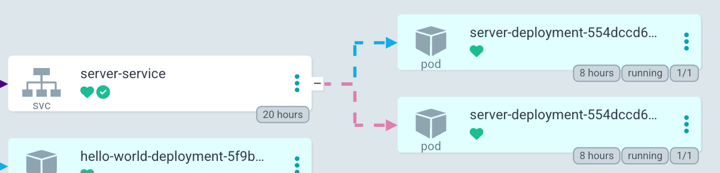 server-service
svc
20 hours
hello-world-deployment-5f9b...
server-deployment-554dccd6...
pod
8 hours running 1/1
server-deployment-554dccd6...
pod
8 hours running 1/1